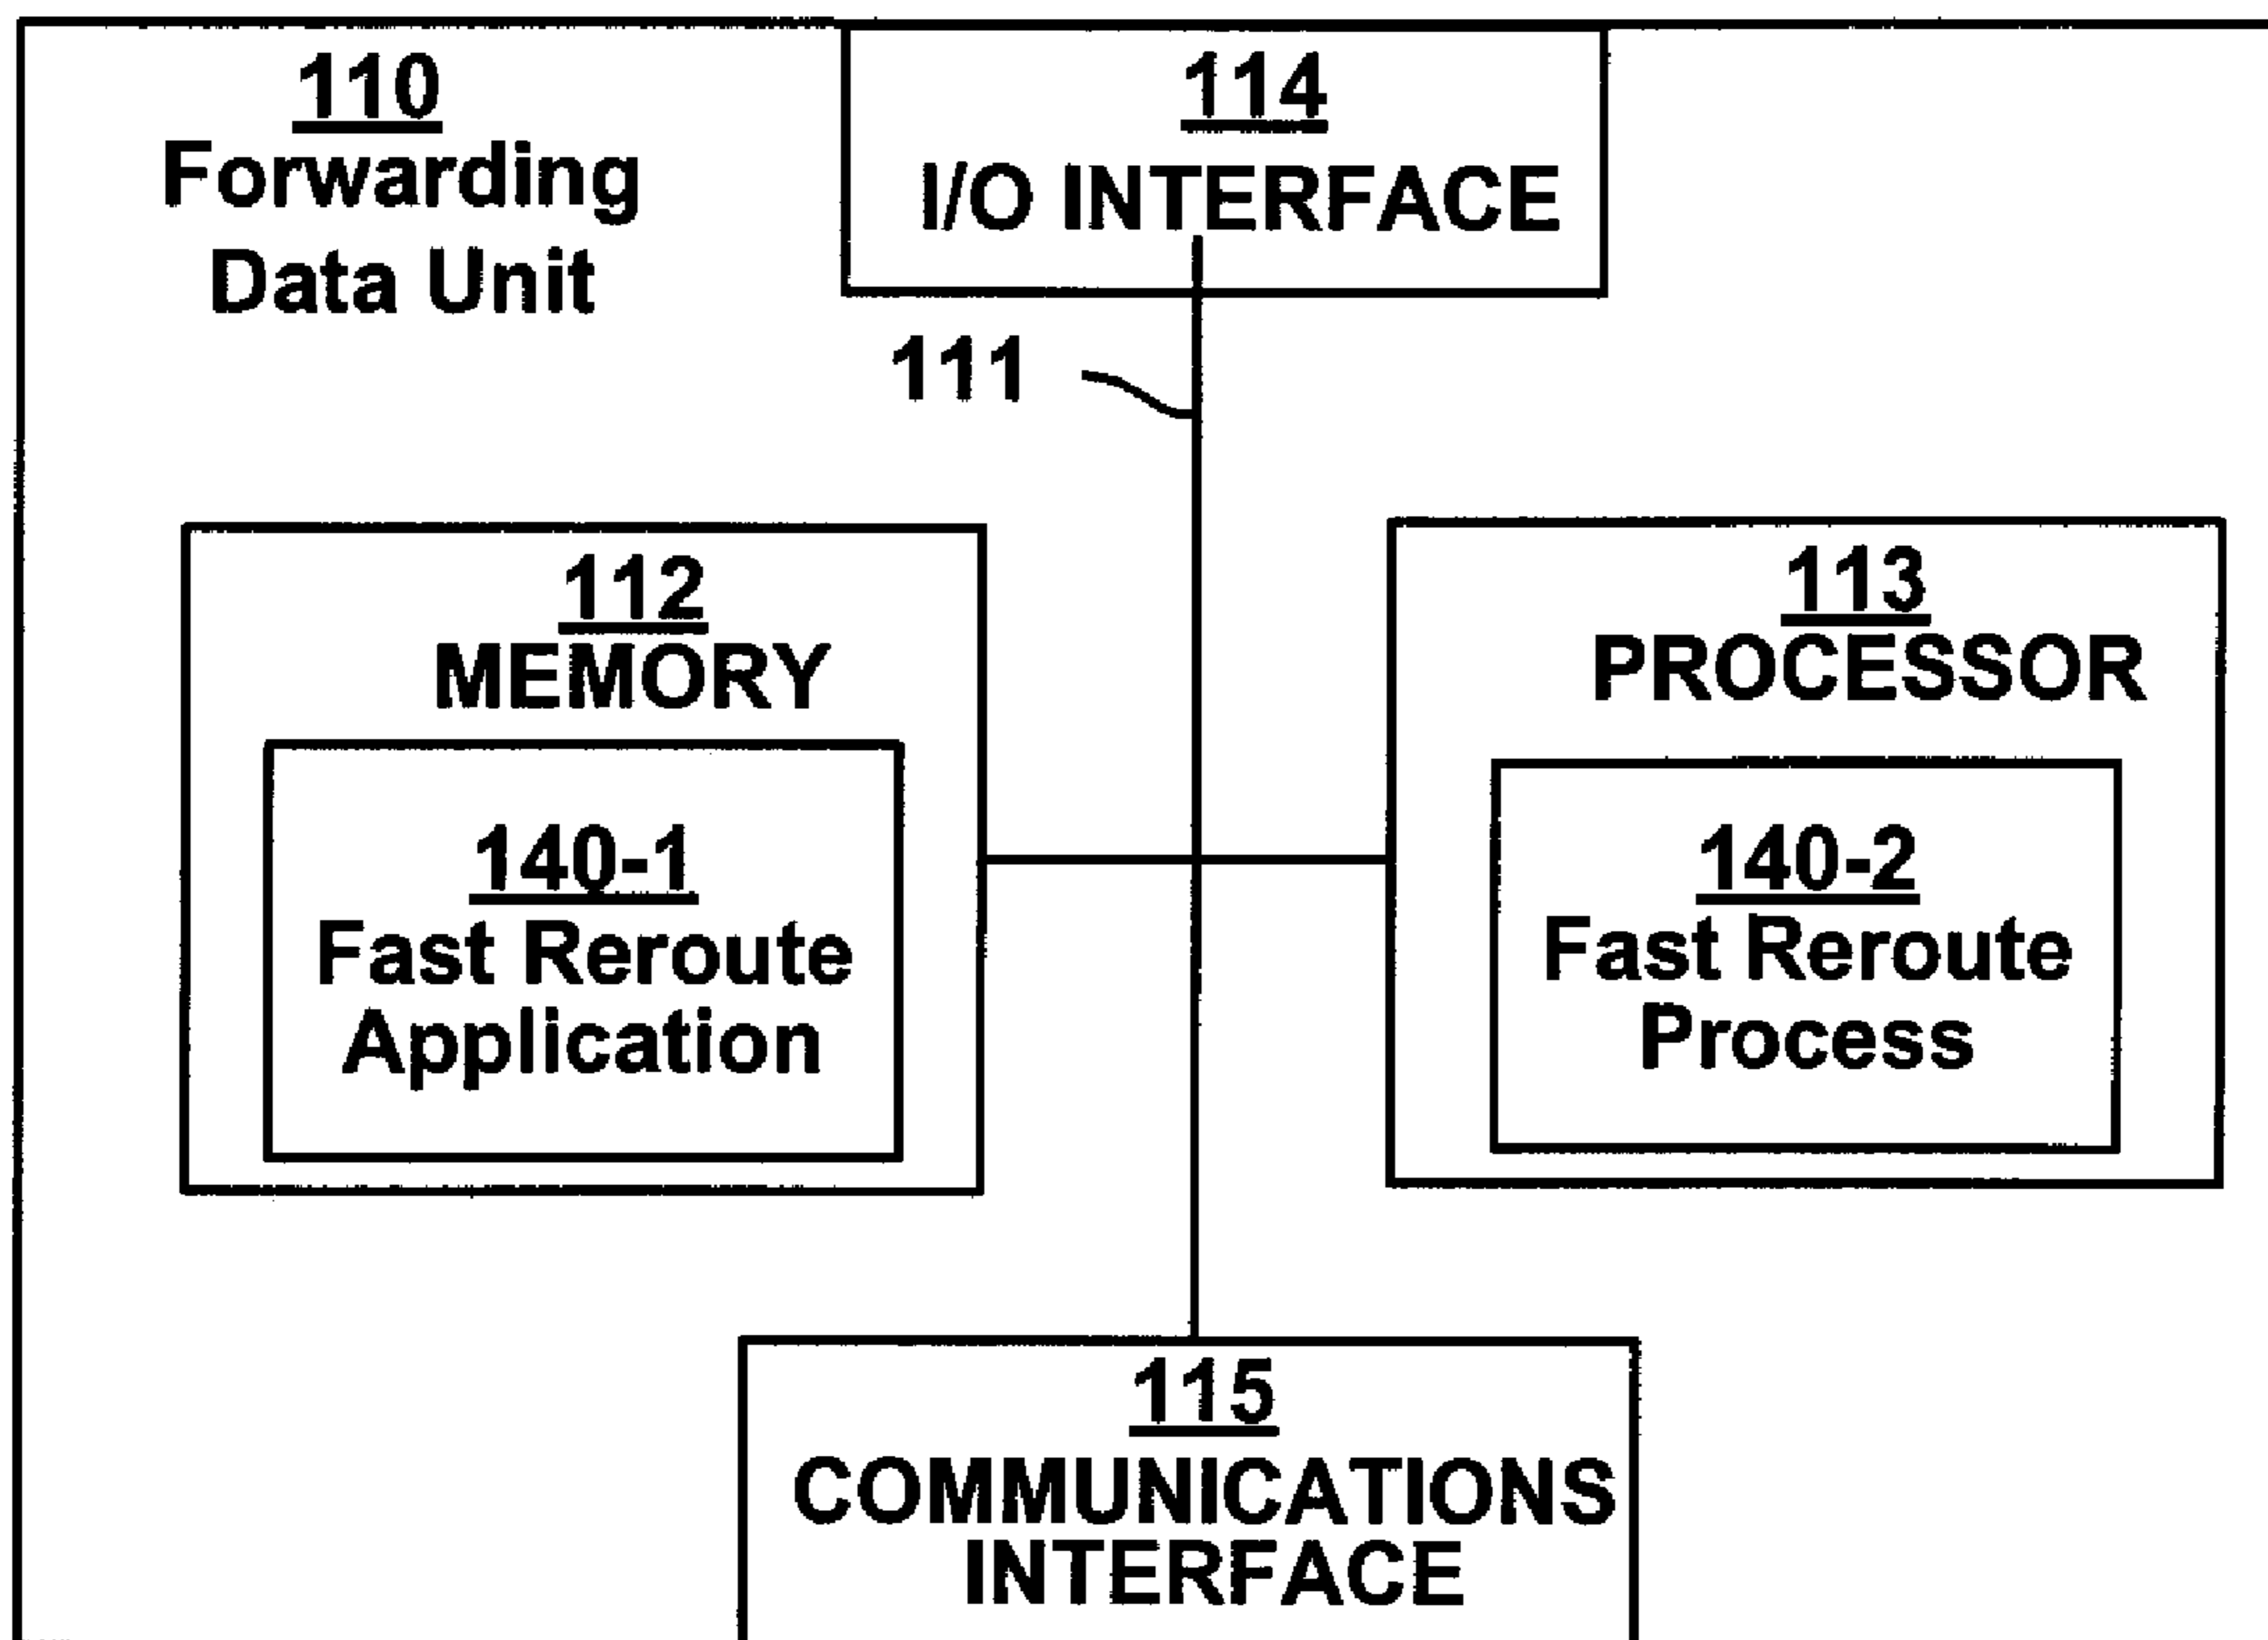 110
Forwarding
Data Unit
114
I/O INTERFACE
111
112
MEMORY
113
PROCESSOR
140-1
Fast Reroute
Application
140-2
Fast Reroute
Process
115
COMMUNICATIONS
INTERFACE